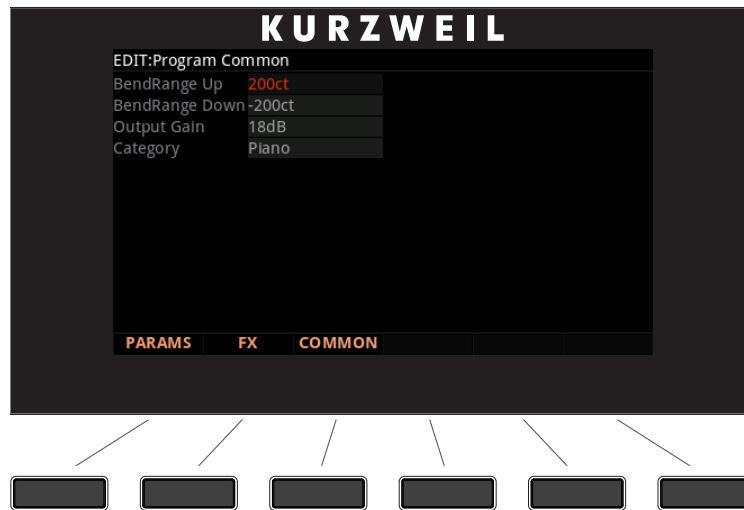 KURZWEIL
EDIT:Program Common
BendRange Up 200ct
BendRange Down -200ct
Output Gain 18dB
Category Piano
PARAMS FX COMMON